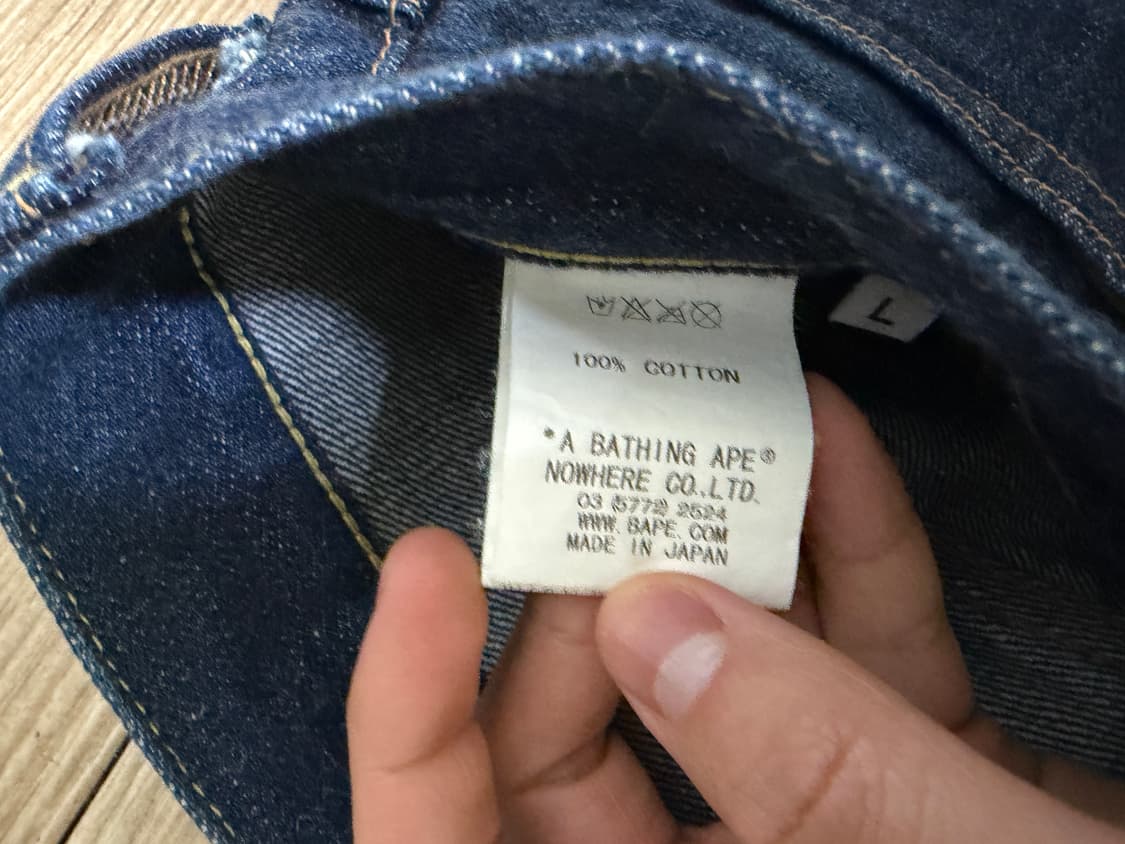 100% COTTON
*A BATHING APE®
NOWHERE CO.,LTD.
03 (5772) 2524
WWW.BAPE.COM
MADE IN JAPAN
L